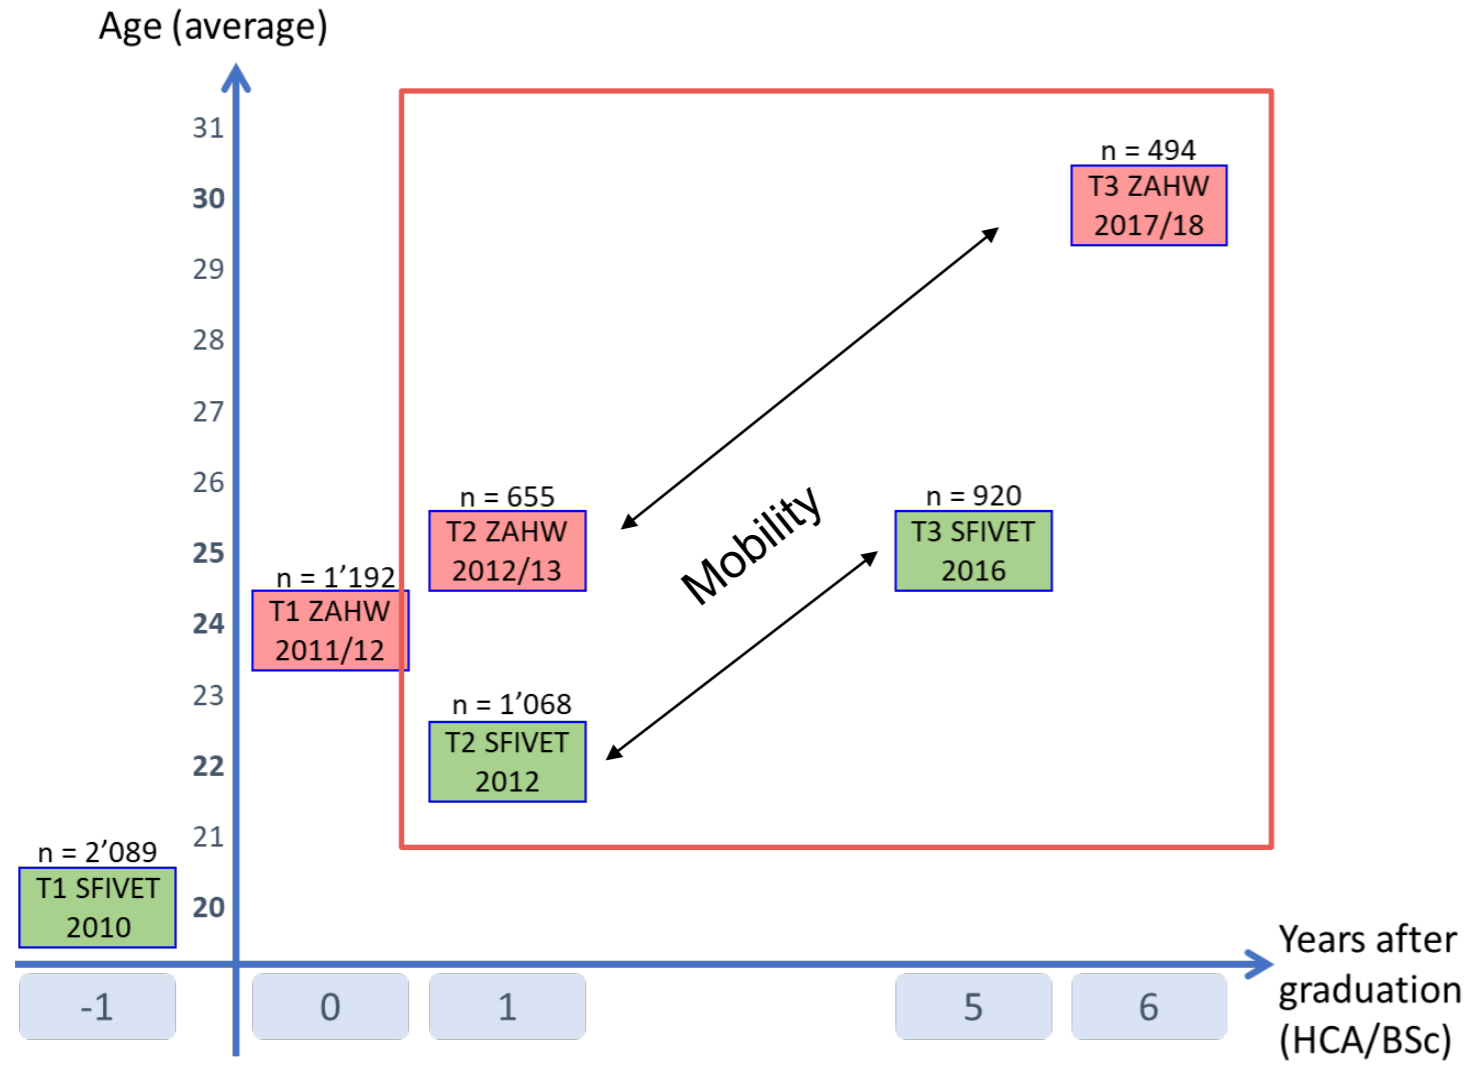 Age (average)
31
30
29
28
27
26
25
24
23
22
21
20
n = 494
T3 ZAHW
2017/18
n = 655
T2 ZAHW
2012/13
n = 920
T3 SFIVET
2016
Mobility
n = 1’192
T1 ZAHW
2011/12
n = 1’068
T2 SFIVET
2012
n = 2’089
T1 SFIVET
2010
-1
0
1
5
6
Years after
graduation
(HCA/BSc)